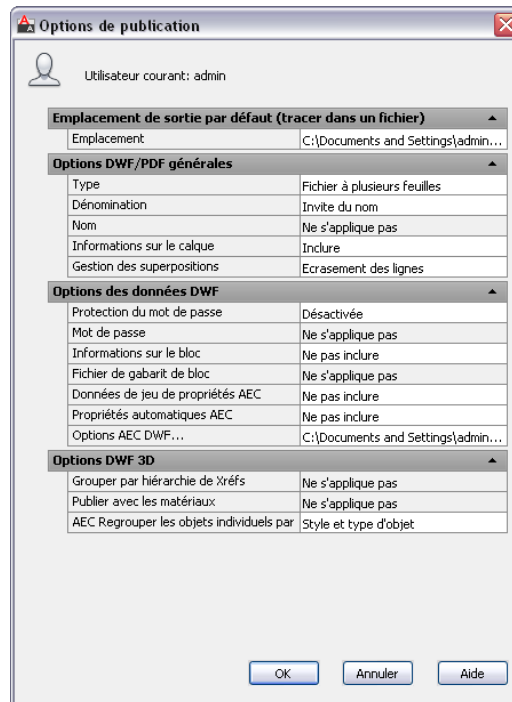 Options de publication
Utilisateur courant: admin
Emplacement de sortie par défaut (tracer dans un fichier)
Emplacement C:\Documents and Settings\admin...
Options DWF/PDF générales
Type Fichier à plusieurs feuilles
Dénomination Invite du nom
Nom Ne s'applique pas
Informations sur le calque Inclure
Gestion des superpositions Ecrasement des lignes
Options des données DWF
Protection du mot de passe Désactivée
Mot de passe Ne s'applique pas
Informations sur le bloc Ne pas inclure
Fichier de gabarit de bloc Ne s'applique pas
Données de jeu de propriétés AEC Ne pas inclure
Propriétés automatiques AEC Ne pas inclure
Options AEC DWF... C:\Documents and Settings\admin...
Options DWF 3D
Grouper par hiérarchie de Xréfs Ne s'applique pas
Publier avec les matériaux Ne s'applique pas
AEC Regrouper les objets individuels par Style et type d'objet
OK Annuler Aide